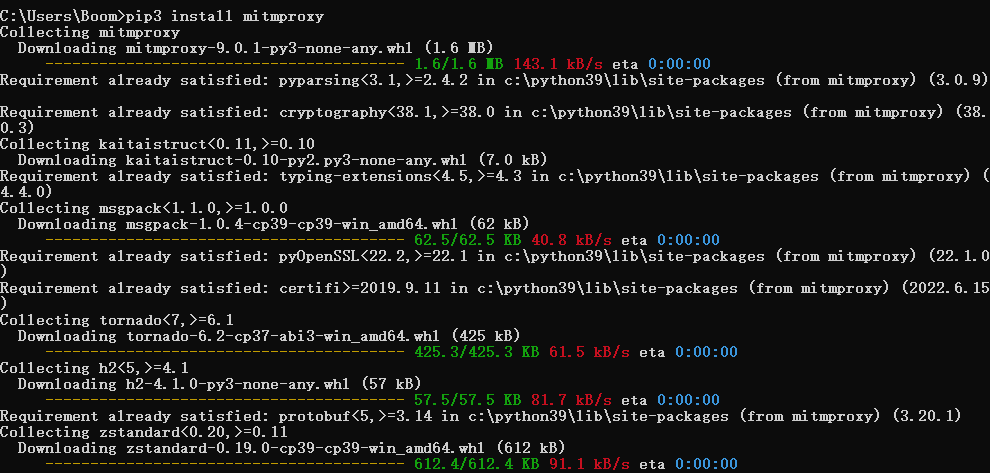 C:\Users\Boom>pip3 install mitmproxy
Collecting mitmproxy
  Downloading mitmproxy-9.0.1-py3-none-any.whl (1.6 MB)
     ---------------------------------------- 1.6/1.6 MB 143.1 kB/s eta 0:00:00
Requirement already satisfied: pyparsing<3.1,>=2.4.2 in c:\python39\lib\site-packages (from mitmproxy) (3.0.9)
Requirement already satisfied: cryptography<38.1,>=38.0 in c:\python39\lib\site-packages (from mitmproxy) (38.
0.3)
Collecting kaitaistruct<0.11,>=0.10
  Downloading kaitaistruct-0.10-py2.py3-none-any.whl (7.0 kB)
Requirement already satisfied: typing-extensions<4.5,>=4.3 in c:\python39\lib\site-packages (from mitmproxy) (
4.4.0)
Collecting msgpack<1.1.0,>=1.0.0
  Downloading msgpack-1.0.4-cp39-cp39-win_amd64.whl (62 kB)
     ---------------------------------------- 62.5/62.5 KB 40.8 kB/s eta 0:00:00
Requirement already satisfied: pyOpenSSL<22.2,>=22.1 in c:\python39\lib\site-packages (from mitmproxy) (22.1.0
)
Requirement already satisfied: certifi>=2019.9.11 in c:\python39\lib\site-packages (from mitmproxy) (2022.6.15
)
Collecting tornado<7,>=6.1
  Downloading tornado-6.2-cp37-abi3-win_amd64.whl (425 kB)
     ---------------------------------------- 425.3/425.3 KB 61.5 kB/s eta 0:00:00
Collecting h2<5,>=4.1
  Downloading h2-4.1.0-py3-none-any.whl (57 kB)
     ---------------------------------------- 57.5/57.5 KB 81.7 kB/s eta 0:00:00
Requirement already satisfied: protobuf<5,>=3.14 in c:\python39\lib\site-packages (from mitmproxy) (3.20.1)
Collecting zstandard<0.20,>=0.11
  Downloading zstandard-0.19.0-cp39-cp39-win_amd64.whl (612 kB)
     ---------------------------------------- 612.4/612.4 KB 91.1 kB/s eta 0:00:00